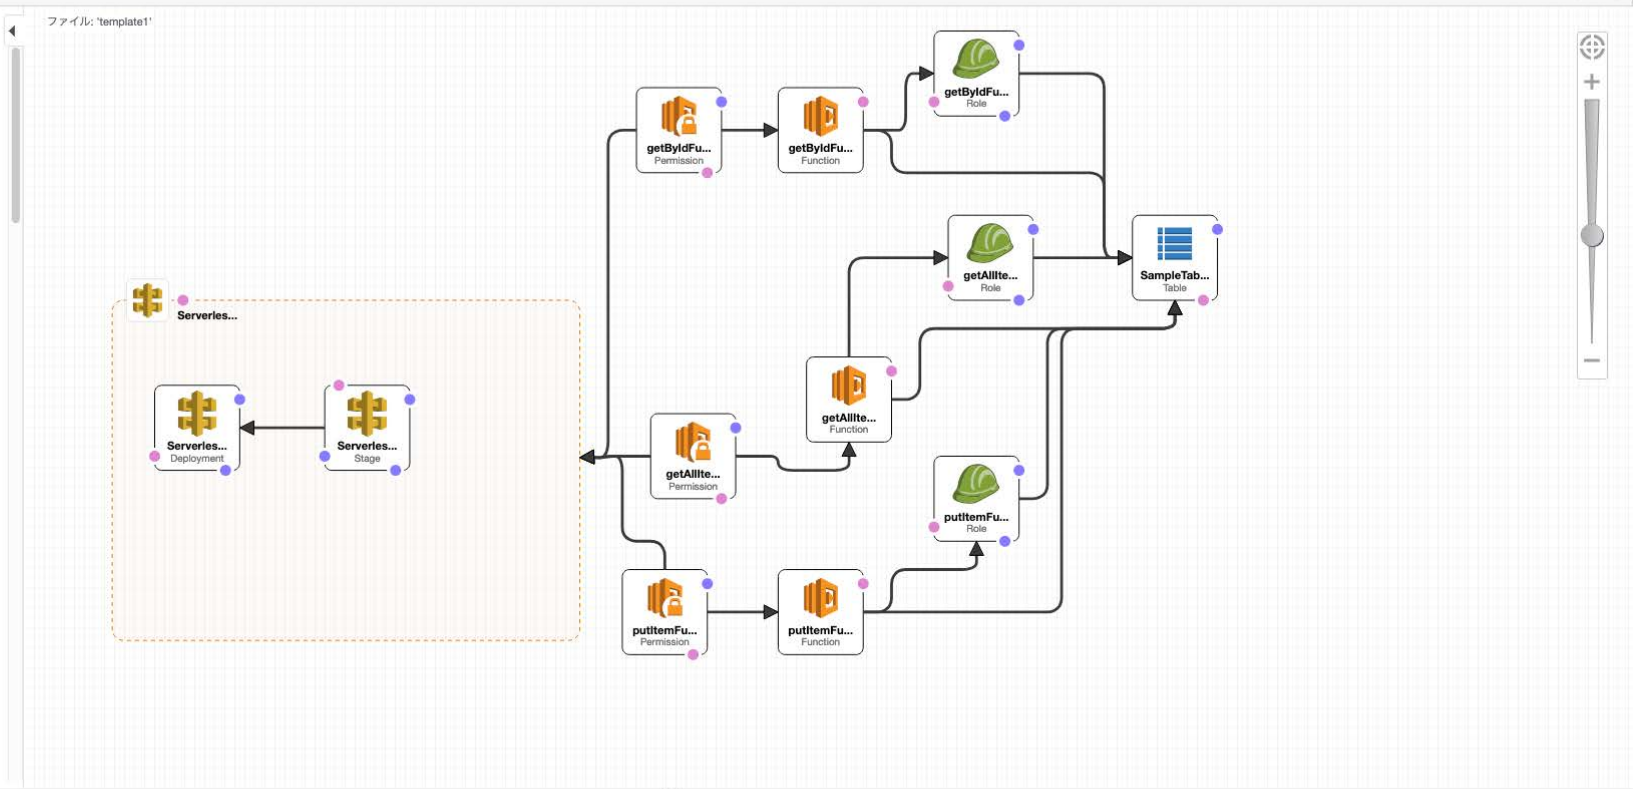 ファイル: 'template1'
getByIdFu...
Role
getByIdFu...
Permission
getByIdFu...
Function
getAllIte...
Role
SampleTab...
Table
Serverles...
Serverles...
Deployment
Serverles...
Stage
getAllIte...
Function
getAllIte...
Permission
putItemFu...
Role
putItemFu...
Permission
putItemFu...
Function